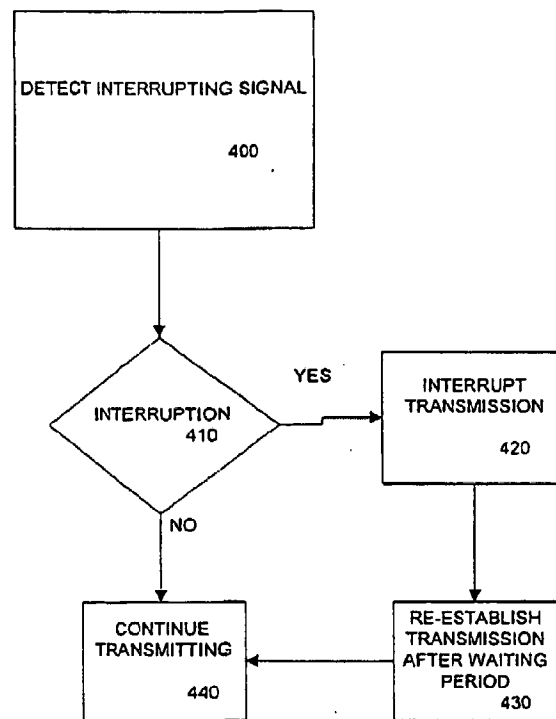 DETECT INTERRUPTING SIGNAL
400
INTERRUPTION
410
YES
INTERRUPT
TRANSMISSION
420
NO
CONTINUE
TRANSMITTING
440
RE-ESTABLISH
TRANSMISSION
AFTER WAITING
PERIOD
430